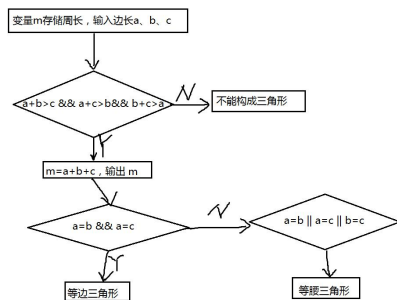 变量m存储周长，输入边长a、b、c
a+b>c && a+c>b&& b+c>a
N
不能构成三角形
Y
m=a+b+c，输出 m
a=b && a=c
N
a=b || a=c || b=c
Y
等边三角形
等腰三角形